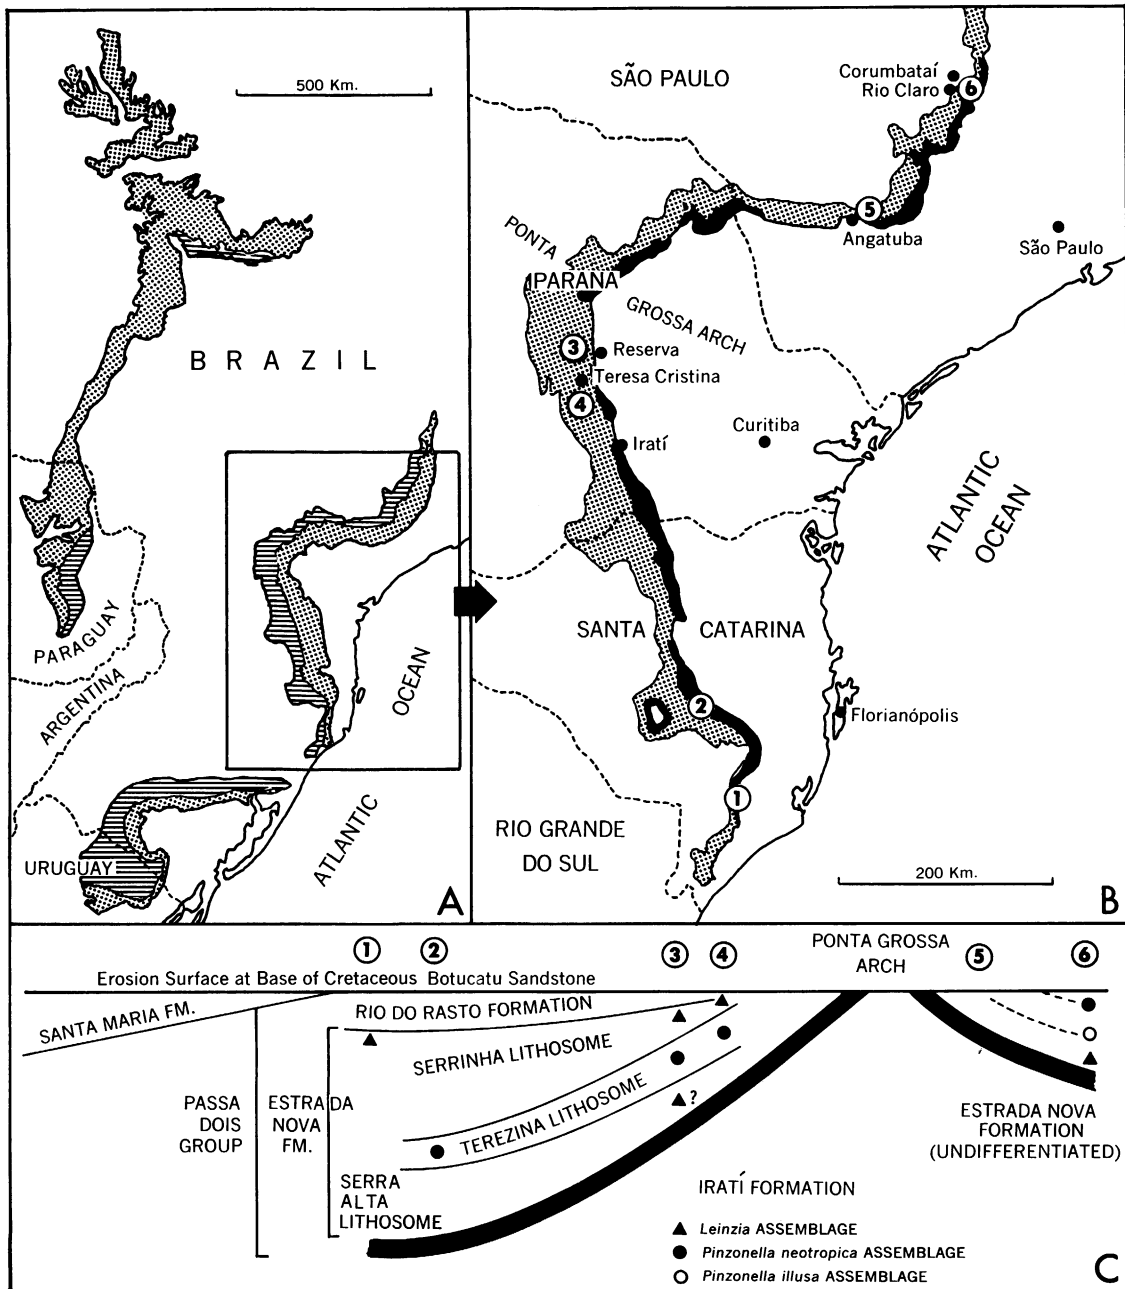 500 Km.
BRAZIL
PARAGUAY
ARGENTINA
URUGUAY
ATLANTIC
OCEAN
A
SÃO PAULO
Corumbataí
Rio Claro
6
5
Angatuba
São Paulo
PONTA
GROSSA ARCH
PARANA
3
Reserva
Teresa Cristina
4
Iratí
Curitiba
ATLANTIC
OCEAN
SANTA CATARINA
2
Florianópolis
1
RIO GRANDE
DO SUL
200 Km.
B
1 2 3 4 PONTA GROSSA
ARCH 5 6
Erosion Surface at Base of Cretaceous Botucatu Sandstone
SANTA MARIA FM.
RIO DO RASTO FORMATION
SERRINHA LITHOSOME
TEREZINA LITHOSOME
?
PASSA
DOIS
GROUP
ESTRADA
NOVA
FM.
SERRA
ALTA
LITHOSOME
ESTRADA NOVA
FORMATION
(UNDIFFERENTIATED)
IRATÍ FORMATION
Leinzia ASSEMBLAGE
Pinzonella neotropica ASSEMBLAGE
Pinzonella illusa ASSEMBLAGE
C